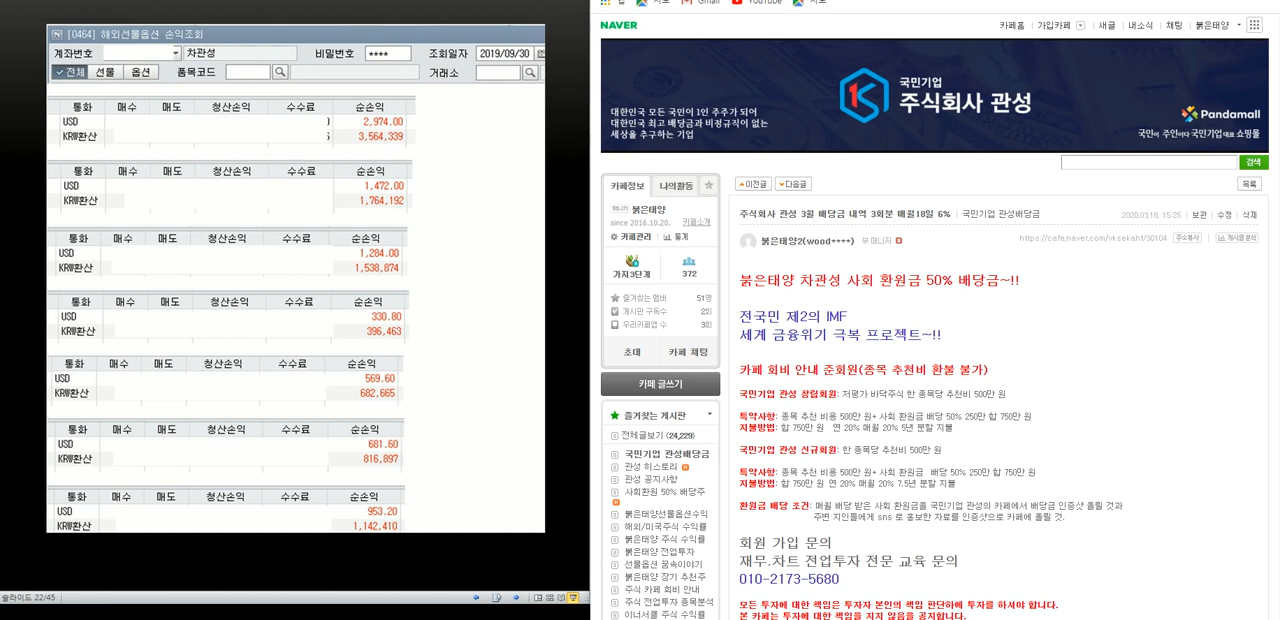 [0464] 해외선물옵션 손익조회
계좌번호 차관성 비밀번호 **** 조회일자 2019/09/30
전체 선물 옵션 품목코드 거래소
통화 매수 매도 청산손익 수수료 순손익
USD 2,974.00
KRW환산 3,564,339
통화 매수 매도 청산손익 수수료 순손익
USD 1,472.00
KRW환산 1,764,192
통화 매수 매도 청산손익 수수료 순손익
USD 1,284.00
KRW환산 1,538,874
통화 매수 매도 청산손익 수수료 순손익
USD 330.80
KRW환산 396,463
통화 매수 매도 청산손익 수수료 순손익
USD 569.60
KRW환산 682,665
통화 매수 매도 청산손익 수수료 순손익
USD 681.60
KRW환산 816,897
통화 매수 매도 청산손익 수수료 순손익
USD 953.20
KRW환산 1,142,410
슬라이드 22/45
Gmail YouTube 지도
NAVER
카페홈 가입카페 새글 내소식 채팅 붉은태양
국민기업
주식회사 관성
대한민국 모든 국민이 1인 주주가 되어
대한민국 최고 배당금과 비정규직이 없는
세상을 추구하는 기업
Pandamall
국민이 주인이다 국민기업대표 쇼핑몰
검색
카페정보 나의활동
매니저 붉은태양
since 2016.10.20. 카페소개
카페관리 통계
가지3단계 372
즐겨찾는 멤버 51명
게시판 구독수 2회
우리카페앱 수 3회
초대 카페 채팅
카페 글쓰기
즐겨찾는 게시판
전체글보기 (24,229)
국민기업 관성배당금
관성 히스토리
관성 공지사항
사회환원 50% 배당주
붉은태양선물옵션수익
해외/미국주식 수익률
붉은태양 주식 수익률
붉은태양 전업투자
선물옵션 꿈속이야기
붉은태양 장기 추천주
주식 카페 회비 안내
주식 전업투자 종목분석
이너서클 주식 수익률
이전글 다음글 목록
주식회사 관성 3월 배당금 내역 3회분 매월18일 6% 국민기업 관성배당금 2020.03.18. 15:25 보관 수정 삭제
붉은태양2(wood****) 부매니저 https://cafe.naver.com/vksekahf/30104 주소복사 게시글 분석
붉은태양 차관성 사회 환원금 50% 배당금~!!
전국민 제2의 IMF
세계 금융위기 극복 프로젝트~!!
카페 회비 안내 준회원(종목 추천비 환불 불가)
국민기업 관성 창립회원: 저평가 바닥주식 한 종목당 추천비 500만 원
특약사항: 종목 추천 비용 500만 원+ 사회 환원금 배당 50% 250만 합 750만 원
지불방법: 합 750만 원 연 20% 매월 20% 5년 분할 지불
국민기업 관성 신규회원: 한 종목당 추천비 500만 원
특약사항: 종목 추천 비용 500만 원+ 사회 환원금 배당 50% 250만 합 750만 원
지불방법: 합 750만 원 연 20% 매월 20% 7.5년 분할 지불
환원금 배당 조건: 매월 배당 받은 사회 환원금을 국민기업 관성의 카페에서 배당금 인증샷 올릴 것과
주변 지인들에게 sns 로 홍보한 자료를 인증샷으로 카페에 올릴 것.
회원 가입 문의
재무.차트 전업투자 전문 교육 문의
010-2173-5680
모든 투자에 대한 책임은 투자자 본인의 책임 판단하에 투자를 하셔야 합니다.
본 카페는 투자에 대한 책임을 지지 않음을 공지합니다.